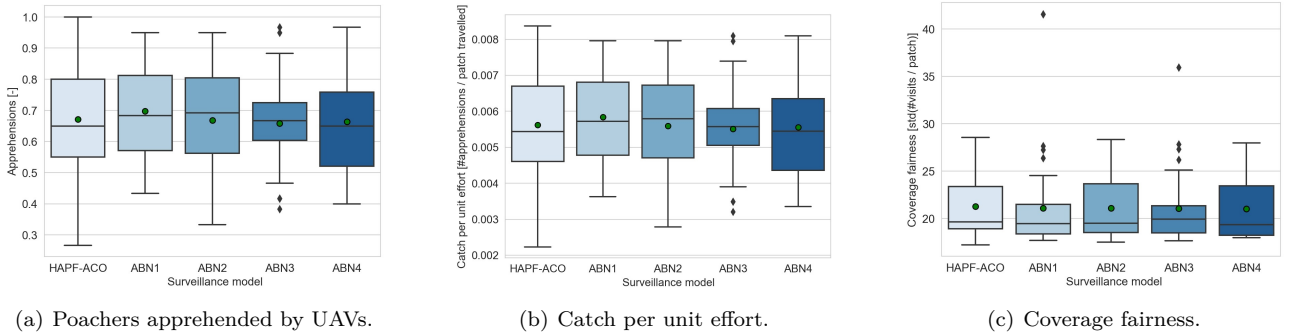 Apprehensions [-]
1.0
0.9
0.8
0.7
0.6
0.5
0.4
0.3
HAPF-ACO ABN1 ABN2 ABN3 ABN4
Surveillance model
(a) Poachers apprehended by UAVs.
Catch per unit effort [#apprehensions / patch travelled]
0.008
0.007
0.006
0.005
0.004
0.003
0.002
HAPF-ACO ABN1 ABN2 ABN3 ABN4
Surveillance model
(b) Catch per unit effort.
Coverage fairness [std(#visits / patch)]
40
35
30
25
20
HAPF-ACO ABN1 ABN2 ABN3 ABN4
Surveillance model
(c) Coverage fairness.